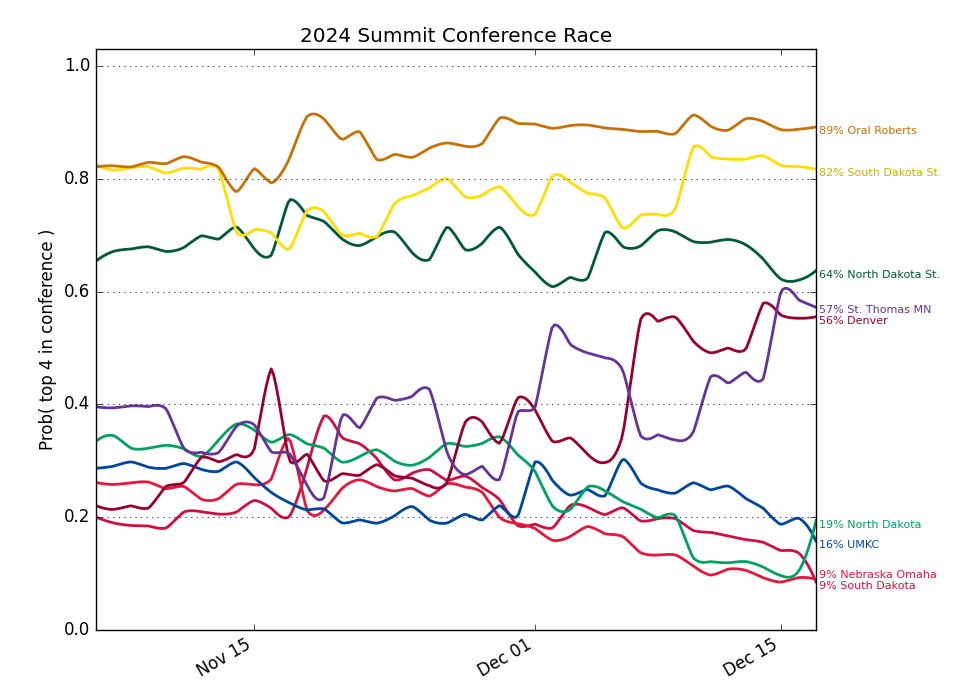 2024 Summit Conference Race
Prob( top 4 in conference )
1.0
0.8
0.6
0.4
0.2
0.0
Nov 15
Dec 01
Dec 15
89% Oral Roberts
82% South Dakota St.
64% North Dakota St.
57% St. Thomas MN
56% Denver
19% North Dakota
16% UMKC
9% Nebraska Omaha
9% South Dakota